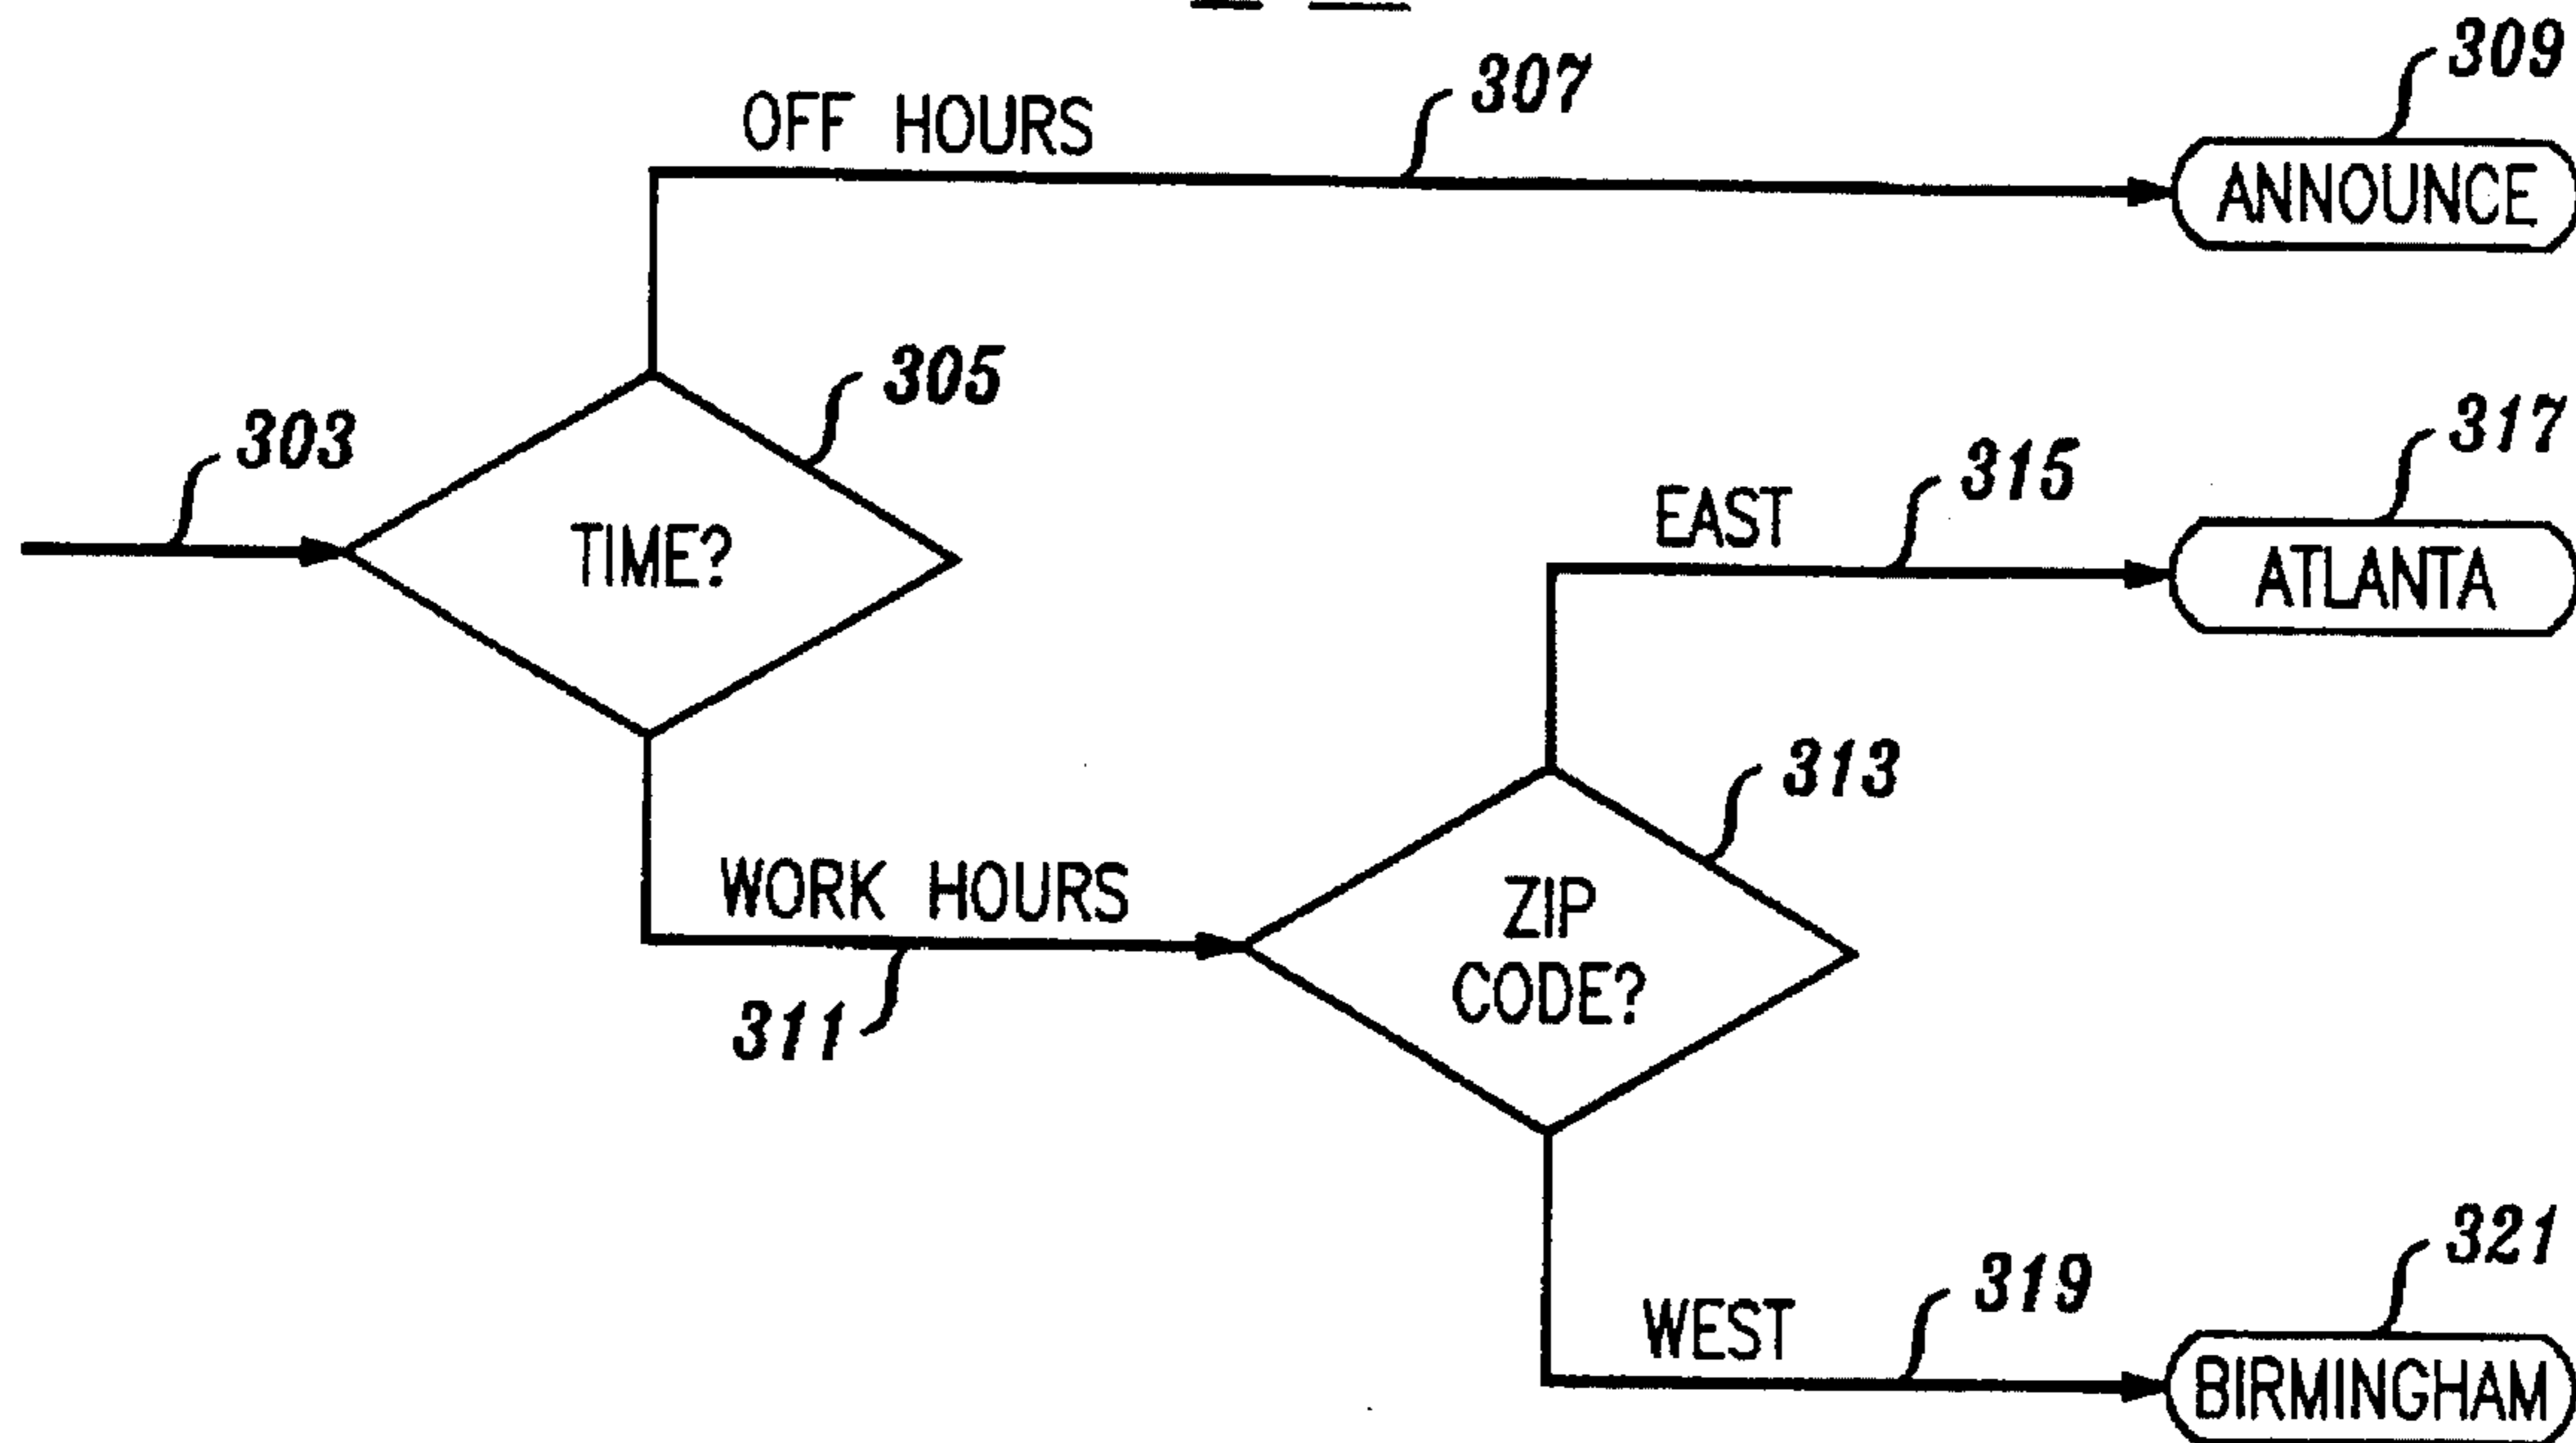 309
307
OFF HOURS
ANNOUNCE
305
303
317
315
EAST
TIME?
ATLANTA
313
WORK HOURS
ZIP
CODE?
311
321
319
WEST
BIRMINGHAM